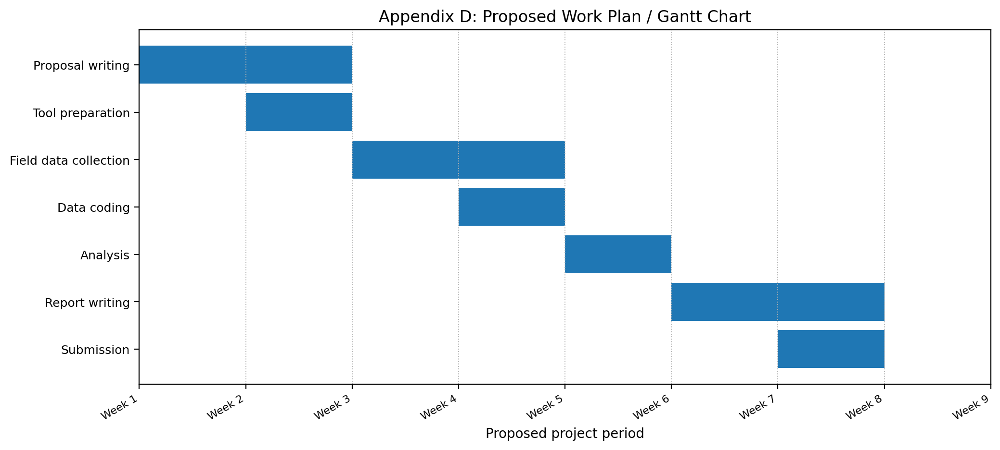 Appendix D: Proposed Work Plan / Gantt Chart
Proposal writing
Tool preparation
Field data collection
Data coding
Analysis
Report writing
Submission
Week 1
Week 2
Week 3
Week 4
Week 5
Week 6
Week 7
Week 8
Week 9
Proposed project period